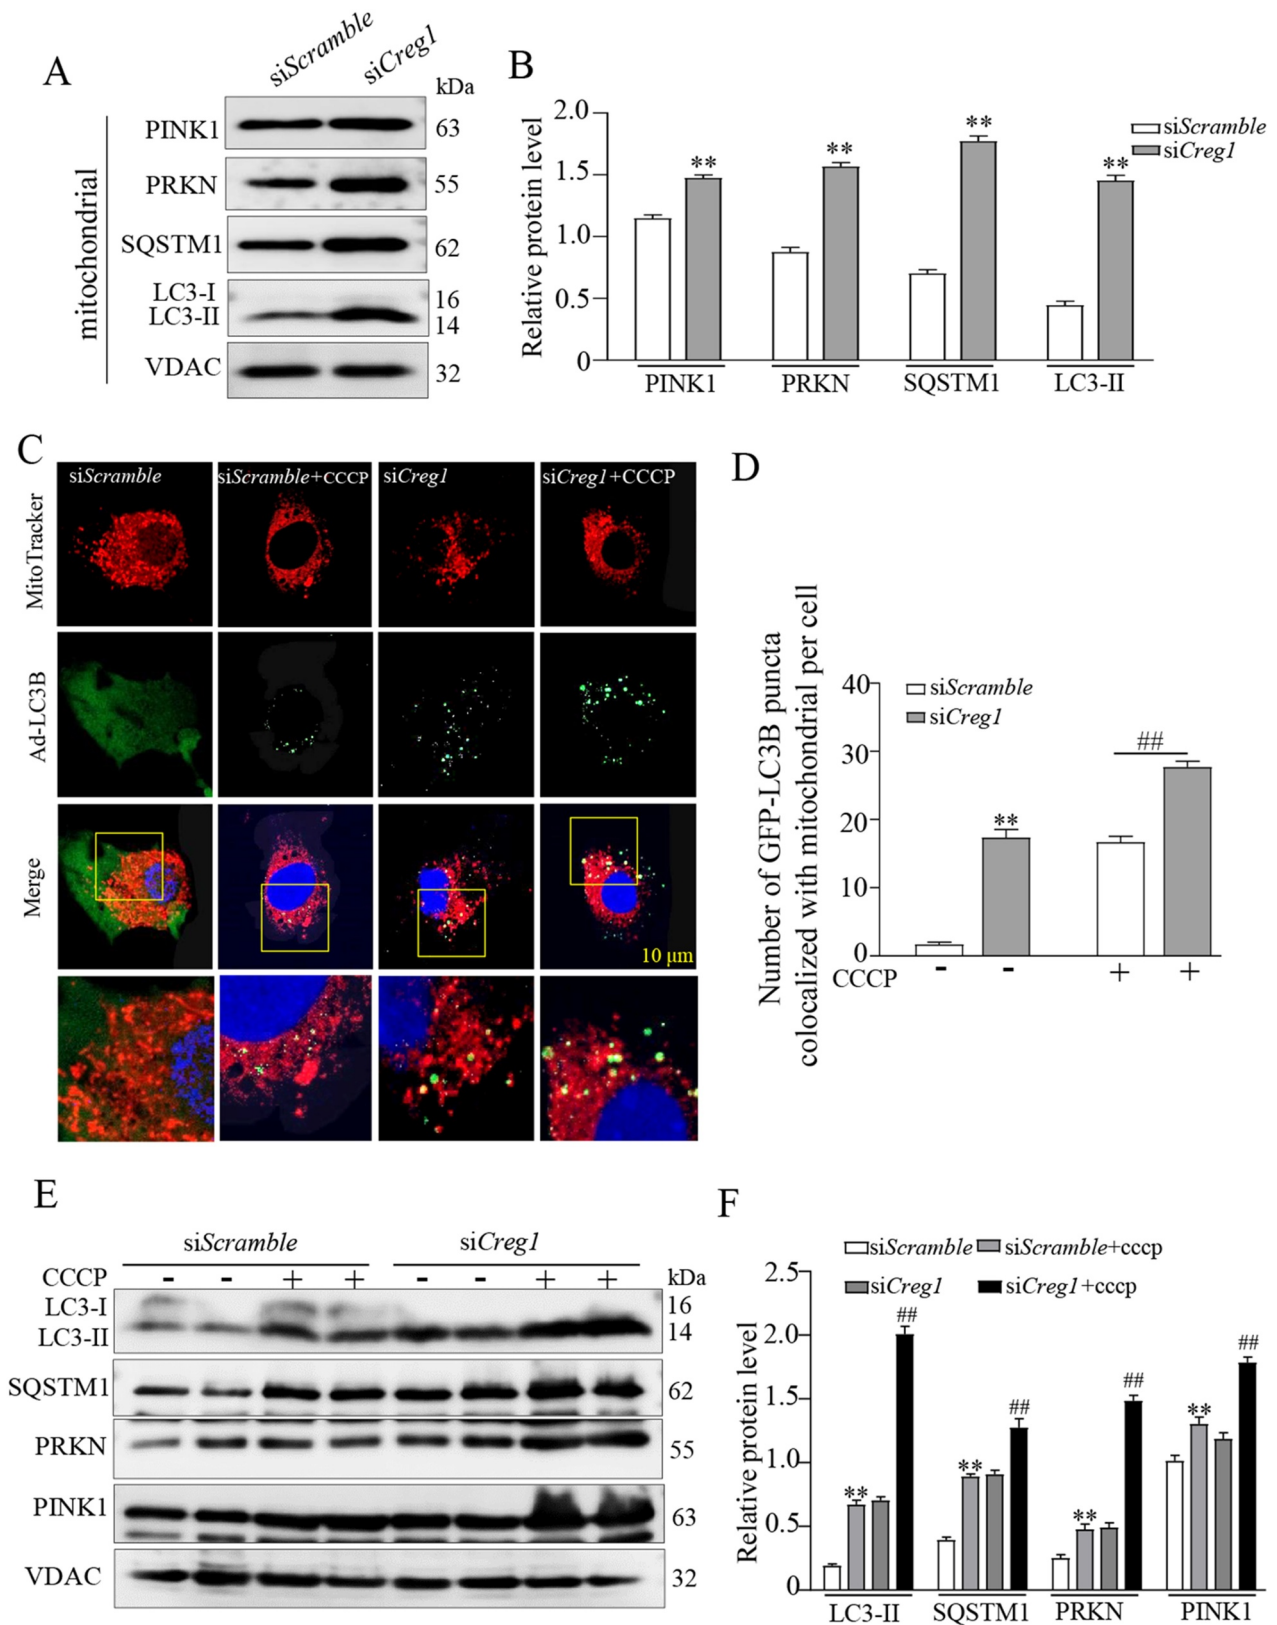 A
siScramble
siCreg1
kDa
mitochondrial
PINK1
63
PRKN
55
SQSTM1
62
LC3-I
16
LC3-II
14
VDAC
32
B
Relative protein level
2.0
1.5
1.0
0.5
0
**
**
**
**
siScramble
siCreg1
PINK1
PRKN
SQSTM1
LC3-II
C
siScramble
siScramble+CCCP
siCreg1
siCreg1+CCCP
MitoTracker
Ad-LC3B
Merge
10 μm
D
Number of GFP-LC3B puncta
colocalized with mitochondrial per cell
40
30
20
10
0
siScramble
siCreg1
**
##
CCCP
- - + +
E
siScramble
siCreg1
CCCP - - + + - - + + kDa
LC3-I
16
LC3-II
14
SQSTM1
62
PRKN
55
PINK1
63
VDAC
32
F
siScramble
siScramble+cccp
siCreg1
siCreg1+cccp
Relative protein level
2.5
2.0
1.5
1.0
0.5
0
**
##
**
##
**
##
**
##
LC3-II
SQSTM1
PRKN
PINK1